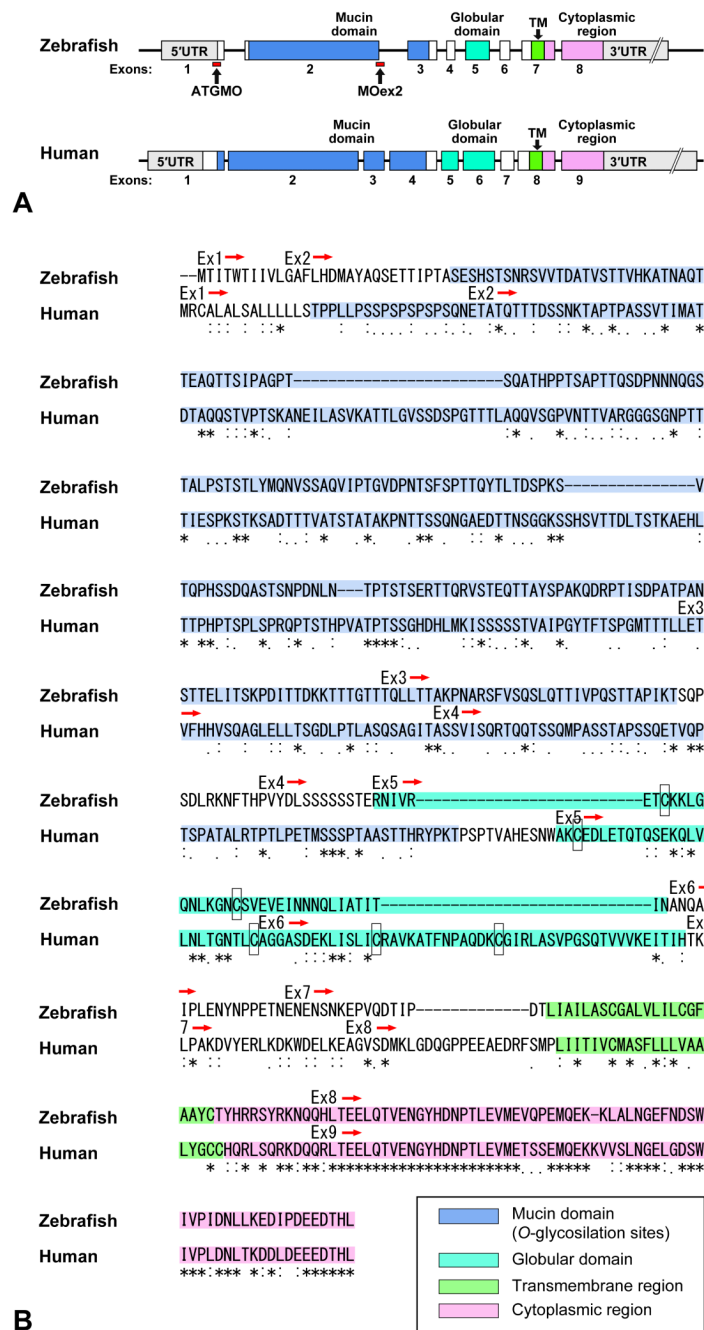 Mucin domain
Globular domain
TM
Cytoplasmic region
Zebrafish
5′UTR
3′UTR
Exons: 1 2 3 4 5 6 7 8
ATGMO
MOex2
Mucin domain
Globular domain
TM
Cytoplasmic region
Human
5′UTR
3′UTR
Exons: 1 2 3 4 5 6 7 8 9
A
Ex1 Ex2
Zebrafish --MTITWTIIVLGAFLHDMAYAQSETTIPTASESHSTSNRSVVTDATVSTTVHKATNAQT
Ex1 Ex2
Human MRCALALSALLLLLSTPPLLPSSPSPSPSPSQNETATQTTTDSSNKTAPTPASSVTIMAT
Zebrafish TEAQTTSIPAGPT------------------------SQATHPPTSAPTTQSDPNNNQGS
Human DTAQQSTVPTSKANEILASVKATTLGVSSDSPGTTTLAQQVSGPVNTTVARGGGSGNPTT
Zebrafish TALPSTSTLYMQNVSSAQVIPTGVDPNTSFSPTTQYTLTDSPKS---------------V
Human TIESPKSTKSADTTTVATSTATAKPNTTSSQNGAEDTTNSGGKSSHSVTTDLTSTKAEHL
Zebrafish TQPHSSDQASTSNPDNLN---TPTSTSERTTQRVSTEQTTAYSPAKQDRPTISDPATPAN
Ex3
Human TTPHPTSPLSPRQPTSTHPVATPTSSGHDHLMKISSSSSTVAIPGYTFTSPGMTTTLLET
Ex3
Zebrafish STTELITSKPDITTDKKTTTGTTTQLLTTAKPNARSFVSQSLQTTIVPQSTTAPIKTSQP
Ex4
Human VFHHVSQAGLELLTSGDLPTLASQSAGITASSVISQRTQQTSSQMPASSTAPSSQETVQP
Ex4 Ex5
Zebrafish SDLRKNFTHPVYDLSSSSSSTERNIVR--------------------------ETCKKLG
Ex5
Human TSPATALRTPTLPETMSSSPTAASTTHRYPKTPSPTVAHESNWAKCEDLETQTQSEKQLV
Ex6
Zebrafish QNLKGNCSVEVEINNNQLIATIT-------------------------------INANQA
Ex6 Ex
Human LNLTGNTLCAGGASDEKLISLICRAVKATFNPAQDKCGIRLASVPGSQTVVVKEITIHTK
Ex7
Zebrafish IPLENYNPPETNENENSNKEPVQDTIP-------------DTLIAILASCGALVLILCGF
7 Ex8
Human LPAKDVYERLKDKWDELKEAGVSDMKLGDQGPPEEAEDRFSMPLIITIVCMASFLLLVAA
Ex8
Zebrafish AAYCTYHRRSYRKNQQHLTEELQTVENGYHDNPTLEVMEVQPEMQEK-KLALNGEFNDSW
Ex9
Human LYGCCHQRLSQRKDQQRLTEELQTVENGYHDNPTLEVMETSSEMQEKKVVSLNGELGDSW
Zebrafish IVPIDNLLKEDIPDEEDTHL
Human IVPLDNLTKDDLDEEEDTHL
Mucin domain
(O-glycosilation sites)
Globular domain
Transmembrane region
Cytoplasmic region
B